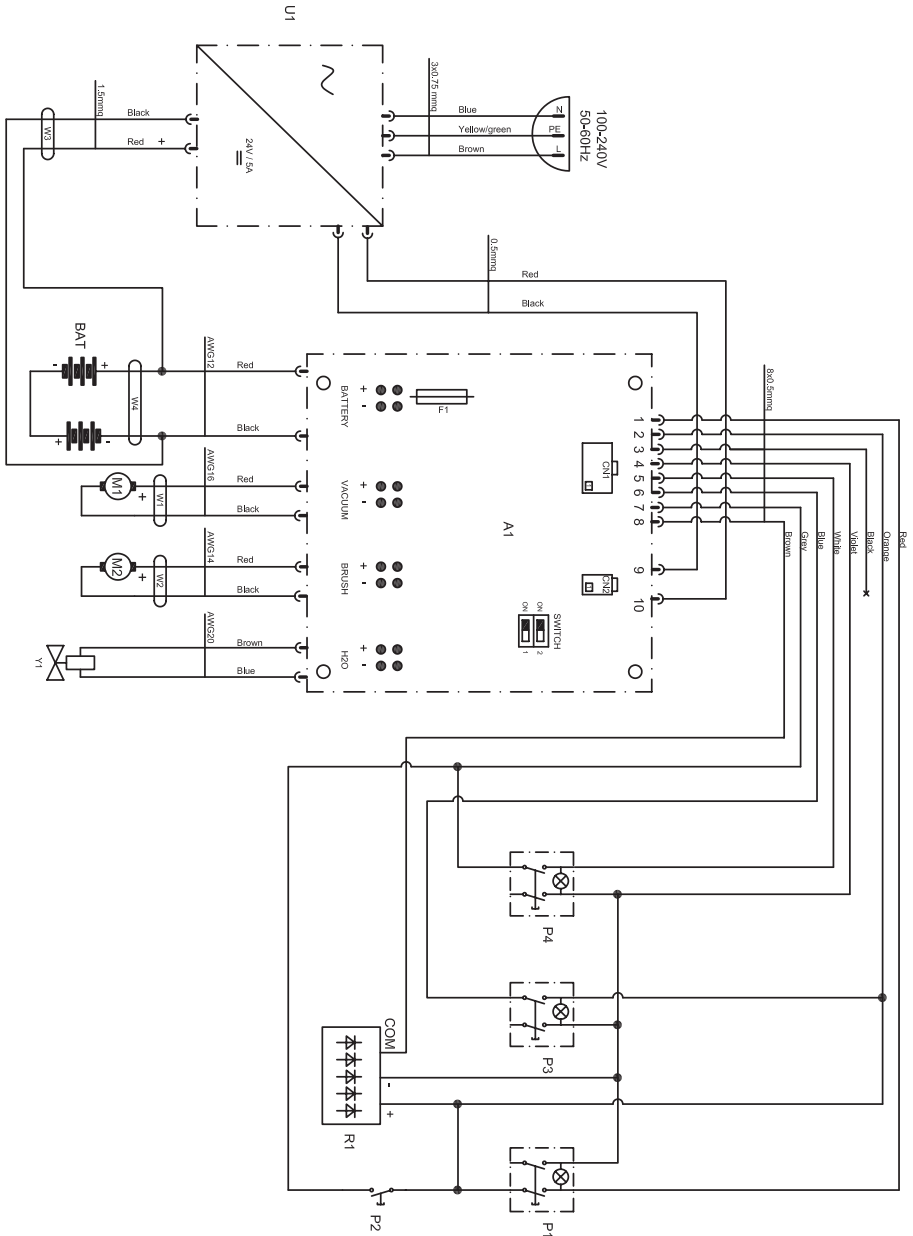 U1
100-240V
50-60Hz
N
PE
L
Blue
Yellow/green
Brown
3x0.75 mmq
24V / 5A
1.5mmq
Black
Red +
W3
0.5mmq
Red
Black
BAT
- +
+ -
W4
AWG12
Red
Black
BATTERY
+
-
F1
8x0.5mmq
1
2
3
4
5
6
7
8
9
10
CN1
CN2
A1
AWG16
M1
+
W1
Red
Black
VACUUM
+
-
AWG14
M2
+
W2
Red
Black
BRUSH
+
-
AWG20
Y1
Brown
Blue
H2O
+
-
SWITCH
ON
ON
1
2
Red
Orange
Black
Violet
White
Blue
Grey
Brown
P4
P3
COM
-
+
R1
P1
P2